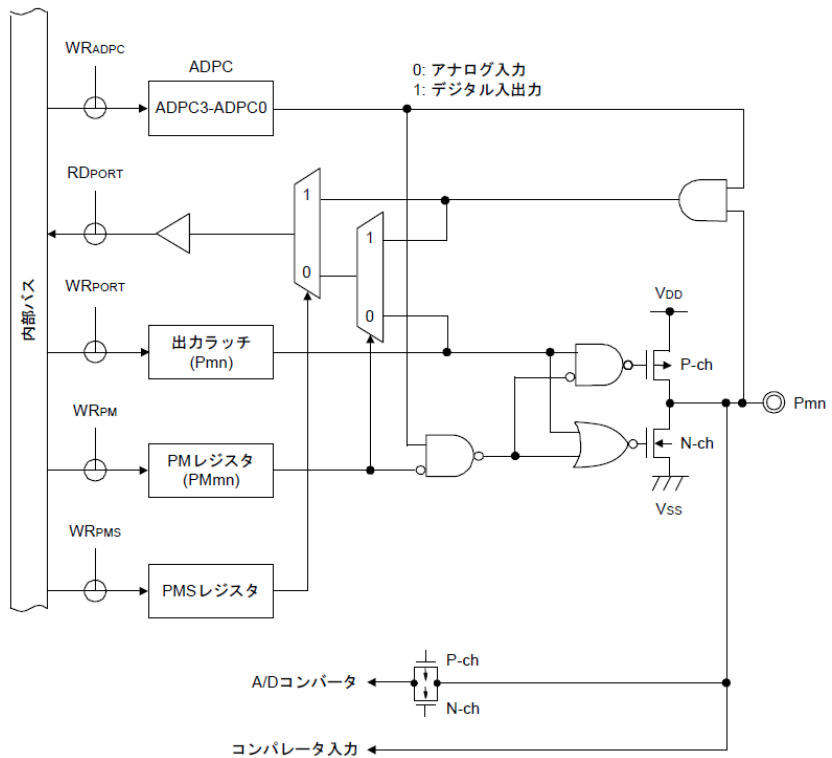 WRADPC
ADPC
ADPC3-ADPC0
0: アナログ入力
1: デジタル入出力
RDPORT
1
0
1
0
内部バス
WRPORT
出力ラッチ
(Pmn)
VDD
P-ch
Pmn
N-ch
VSS
WRPM
PMレジスタ
(PMmn)
WRPMS
PMSレジスタ
P-ch
A/Dコンバータ
N-ch
コンパレータ入力